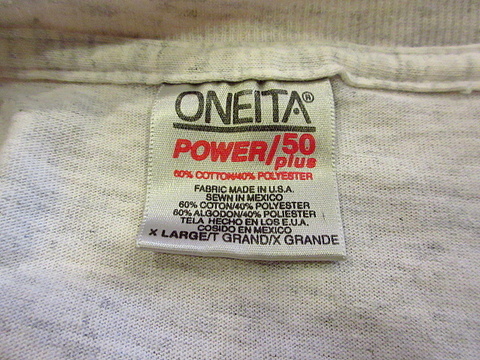 ONEITA®
POWER/50 plus
60% COTTON/40% POLYESTER
FABRIC MADE IN U.S.A.
SEWN IN MEXICO
60% COTON/40% POLYESTER
60% ALGODON/40% POLIESTER
TELA HECHO EN LOS E.U.A.
COSIDO EN MEXICO
X LARGE/T GRAND/X GRANDE